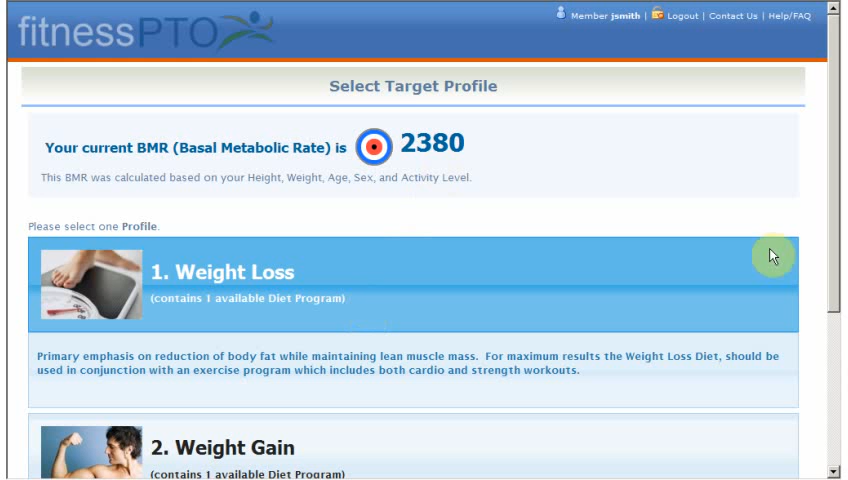 fitnessPTO
Member jsmith | Logout | Contact Us | Help/FAQ
Select Target Profile
Your current BMR (Basal Metabolic Rate) is 2380
This BMR was calculated based on your Height, Weight, Age, Sex, and Activity Level.
Please select one Profile.
1. Weight Loss
(contains 1 available Diet Program)
Primary emphasis on reduction of body fat while maintaining lean muscle mass. For maximum results the Weight Loss Diet, should be
used in conjunction with an exercise program which includes both cardio and strength workouts.
2. Weight Gain
(contains 1 available Diet Program)